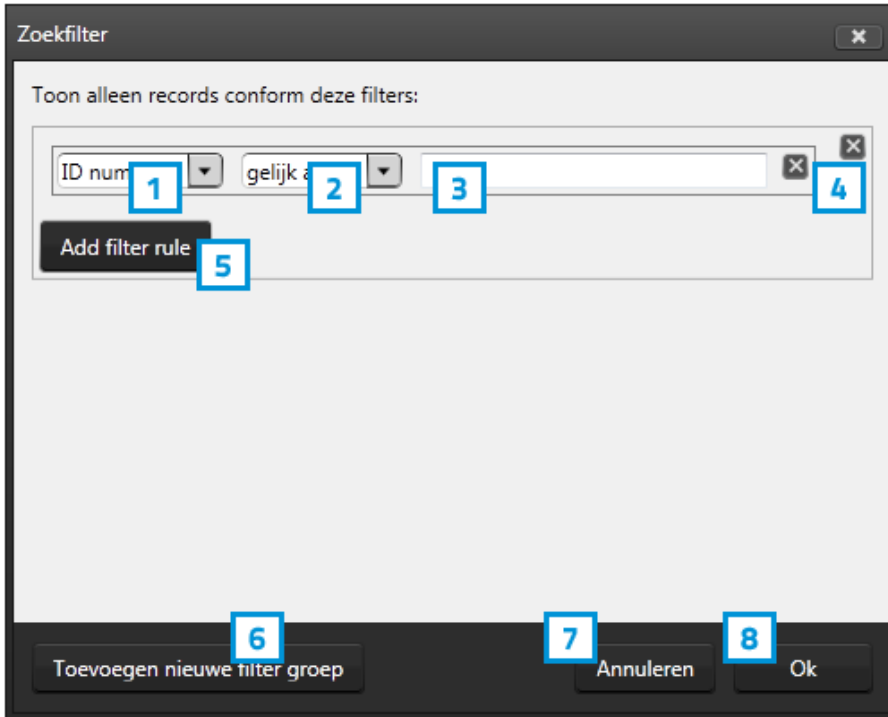 Zoekfilter
Toon alleen records conform deze filters:
ID num 1 gelijk a 2 3 4
Add filter rule 5
6 7 8
Toevoegen nieuwe filter groep Annuleren Ok